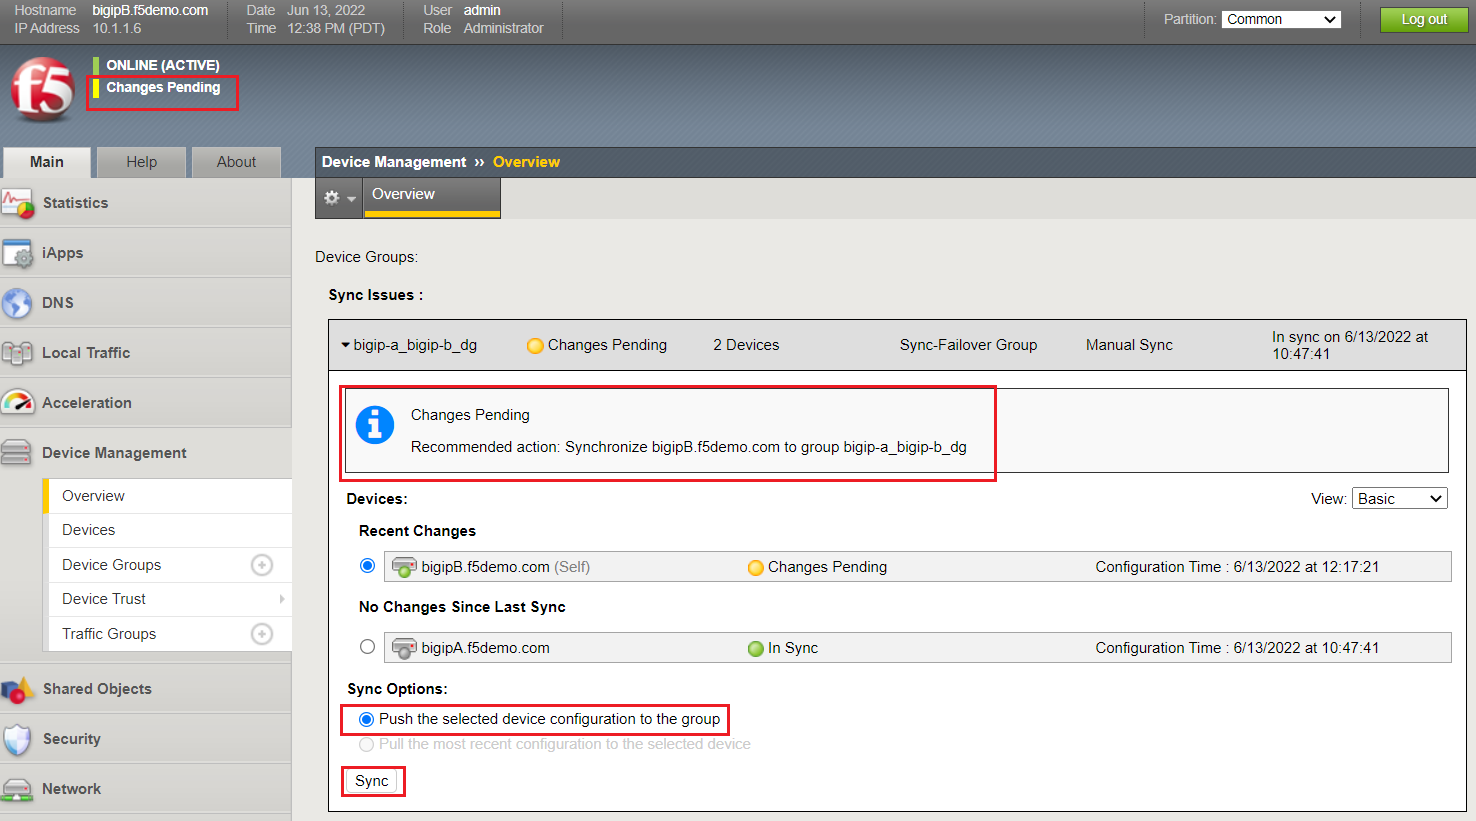 Hostname bigipB.f5demo.com Date Jun 13, 2022 User admin
IP Address 10.1.1.6 Time 12:38 PM (PDT) Role Administrator
Partition: Common Log out
f5
ONLINE (ACTIVE)
Changes Pending
Main Help About
Device Management ›› Overview
Overview
Statistics
iApps
DNS
Local Traffic
Acceleration
Device Management
Overview
Devices
Device Groups
Device Trust
Traffic Groups
Shared Objects
Security
Network
Device Groups:
Sync Issues :
bigip-a_bigip-b_dg Changes Pending 2 Devices Sync-Failover Group Manual Sync In sync on 6/13/2022 at
10:47:41
Changes Pending
Recommended action: Synchronize bigipB.f5demo.com to group bigip-a_bigip-b_dg
Devices: View: Basic
Recent Changes
bigipB.f5demo.com (Self) Changes Pending Configuration Time : 6/13/2022 at 12:17:21
No Changes Since Last Sync
bigipA.f5demo.com In Sync Configuration Time : 6/13/2022 at 10:47:41
Sync Options:
Push the selected device configuration to the group
Pull the most recent configuration to the selected device
Sync